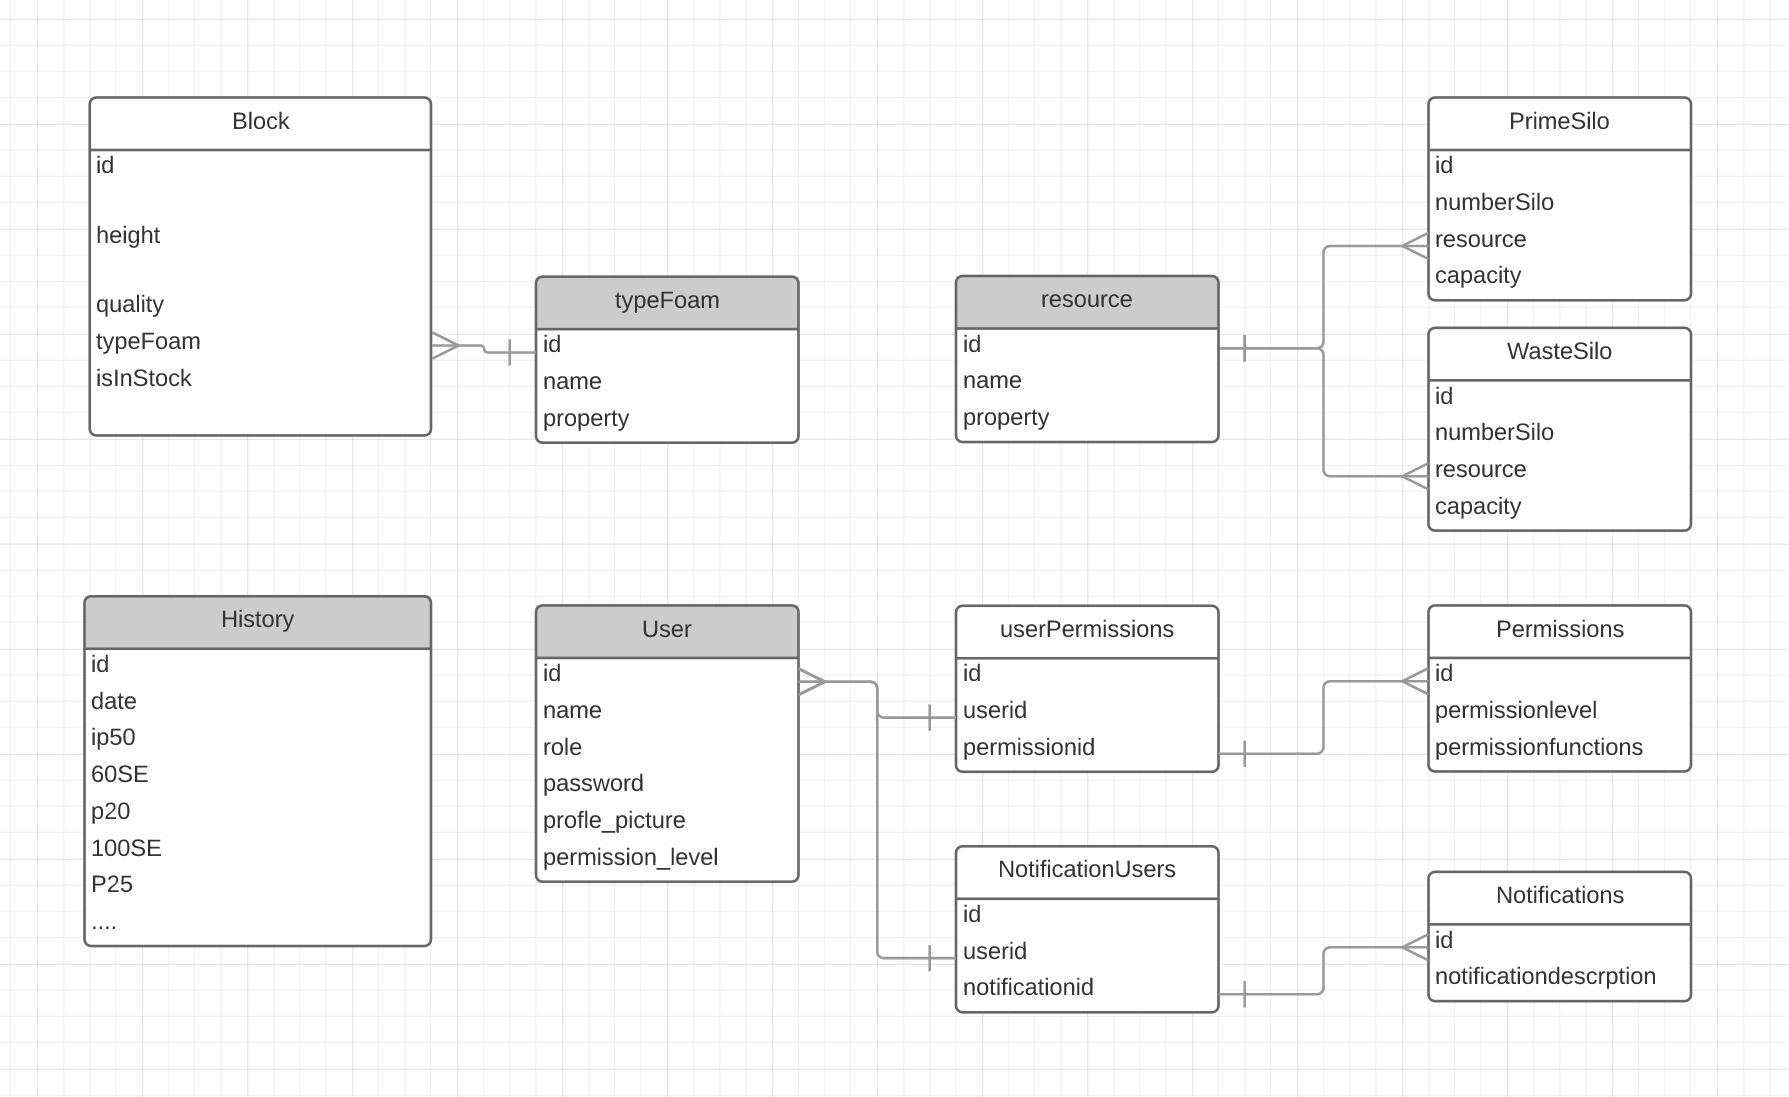 Block
id
height
quality
typeFoam
isInStock
typeFoam
id
name
property
resource
id
name
property
PrimeSilo
id
numberSilo
resource
capacity
WasteSilo
id
numberSilo
resource
capacity
History
id
date
ip50
60SE
p20
100SE
P25
....
User
id
name
role
password
profle_picture
permission_level
userPermissions
id
userid
permissionid
Permissions
id
permissionlevel
permissionfunctions
NotificationUsers
id
userid
notificationid
Notifications
id
notificationdescrption